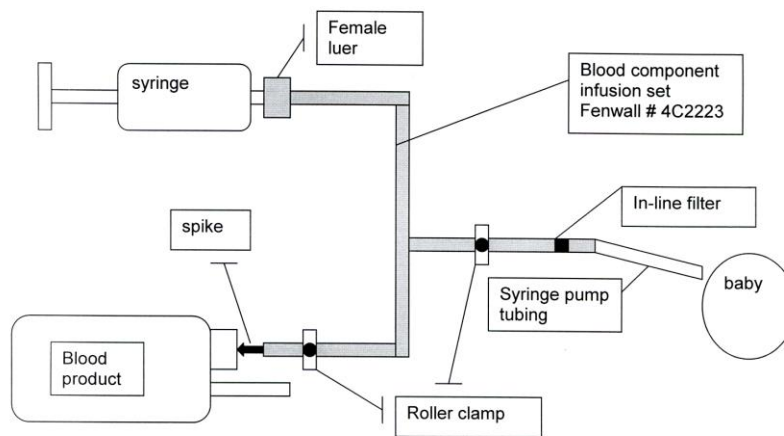 Female
luer
syringe
Blood component
infusion set
Fenwall # 4C2223
In-line filter
spike
baby
Syringe pump
tubing
Blood
product
Roller clamp